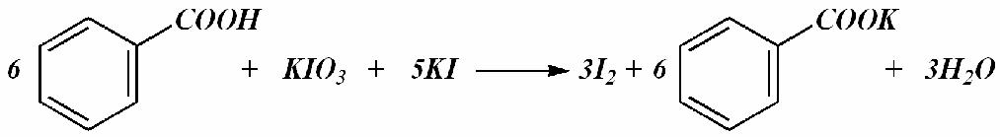 6 COOH + KIO₃ + 5KI → 3I₂ + 6 COOK + 3H₂O